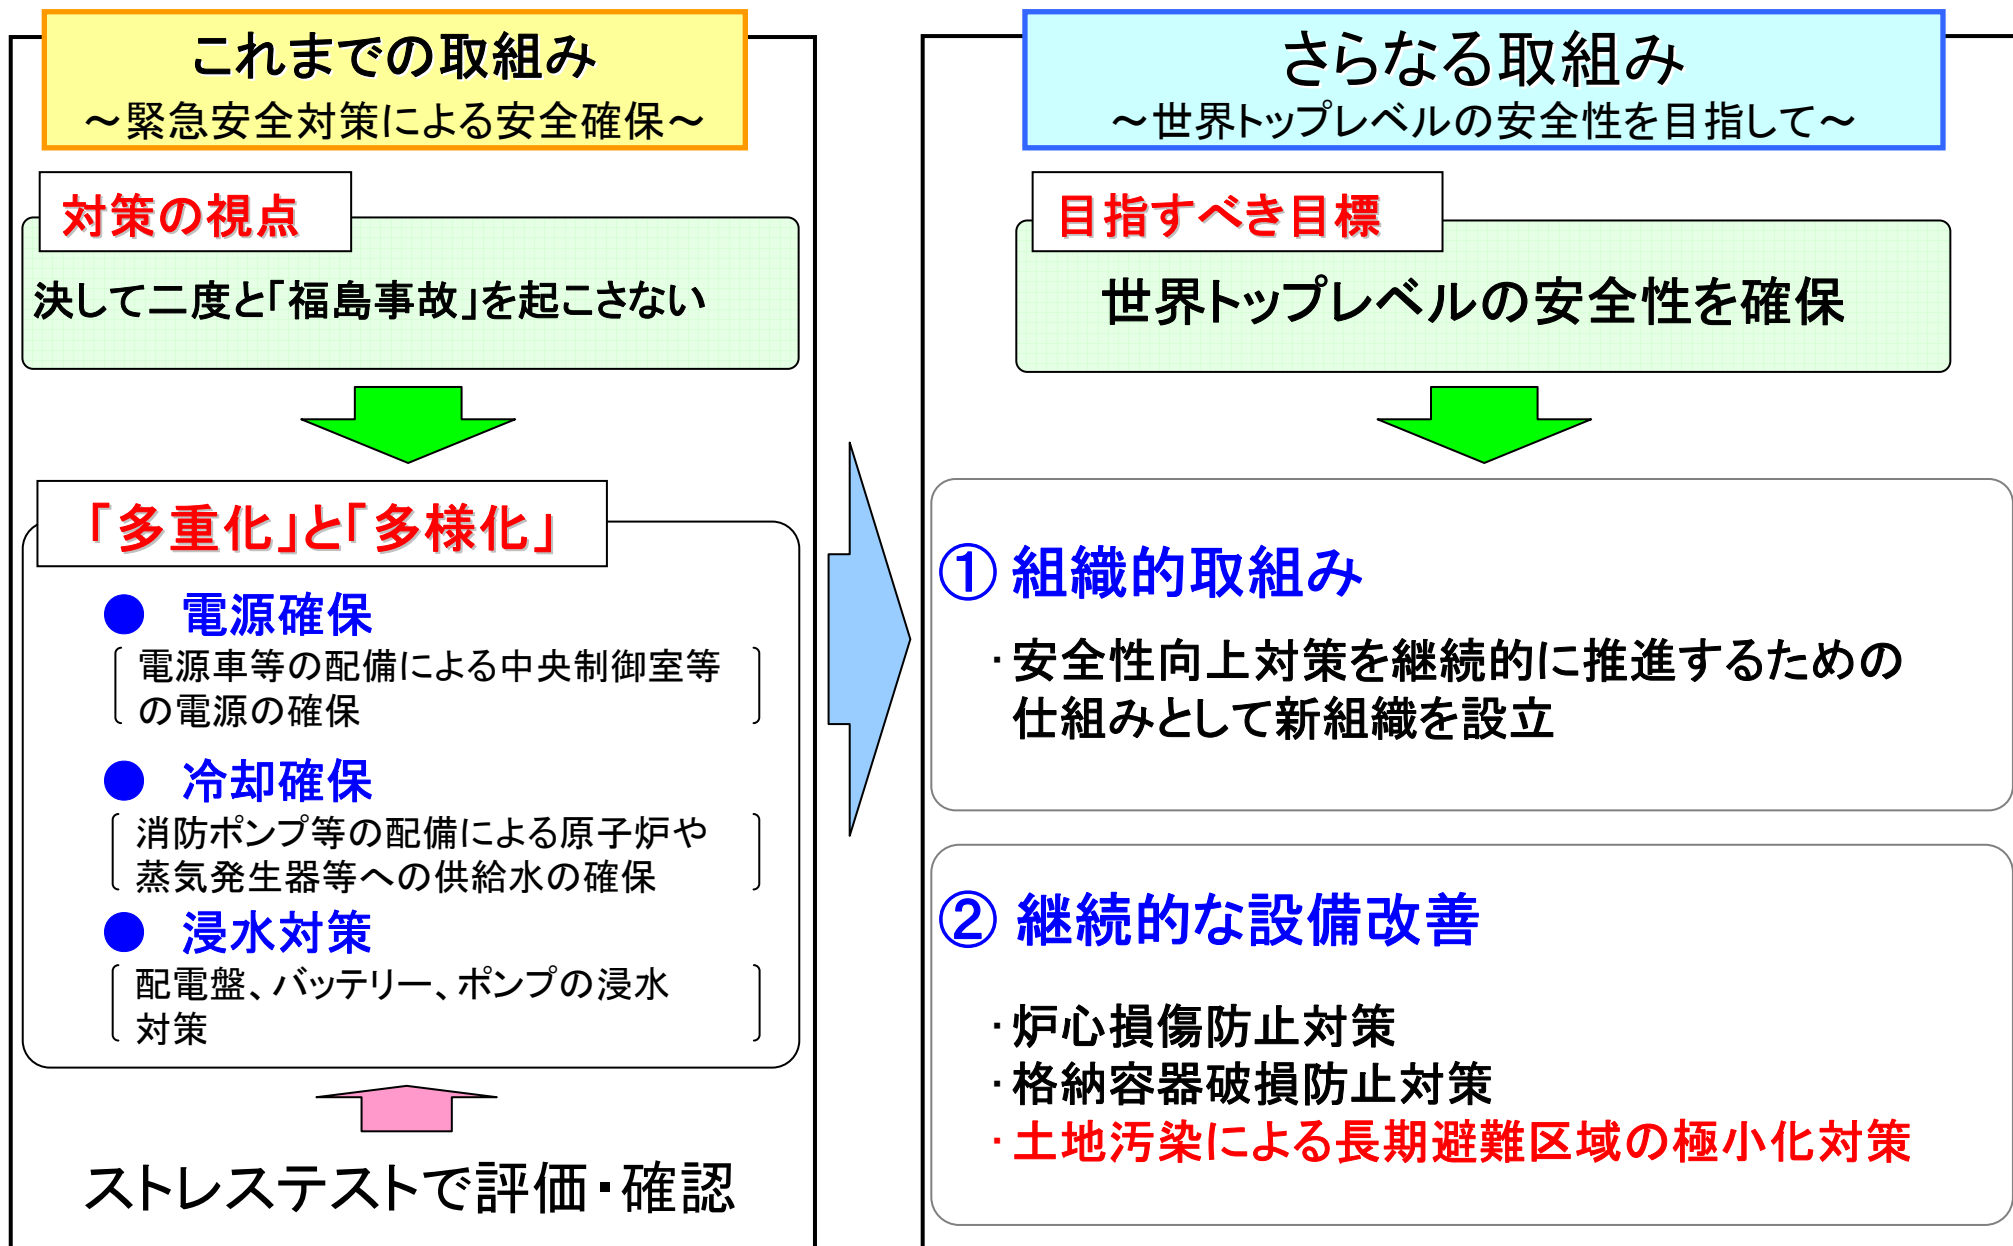 これまでの取組み
～緊急安全対策による安全確保～
対策の視点
決して二度と「福島事故」を起こさない
「多重化」と「多様化」
● 電源確保
電源車等の配備による中央制御室等
の電源の確保
● 冷却確保
消防ポンプ等の配備による原子炉や
蒸気発生器等への供給水の確保
● 浸水対策
配電盤、バッテリー、ポンプの浸水
対策
ストレステストで評価・確認
さらなる取組み
～世界トップレベルの安全性を目指して～
目指すべき目標
世界トップレベルの安全性を確保
① 組織的取組み
・安全性向上対策を継続的に推進するための
仕組みとして新組織を設立
② 継続的な設備改善
・炉心損傷防止対策
・格納容器破損防止対策
・土地汚染による長期避難区域の極小化対策